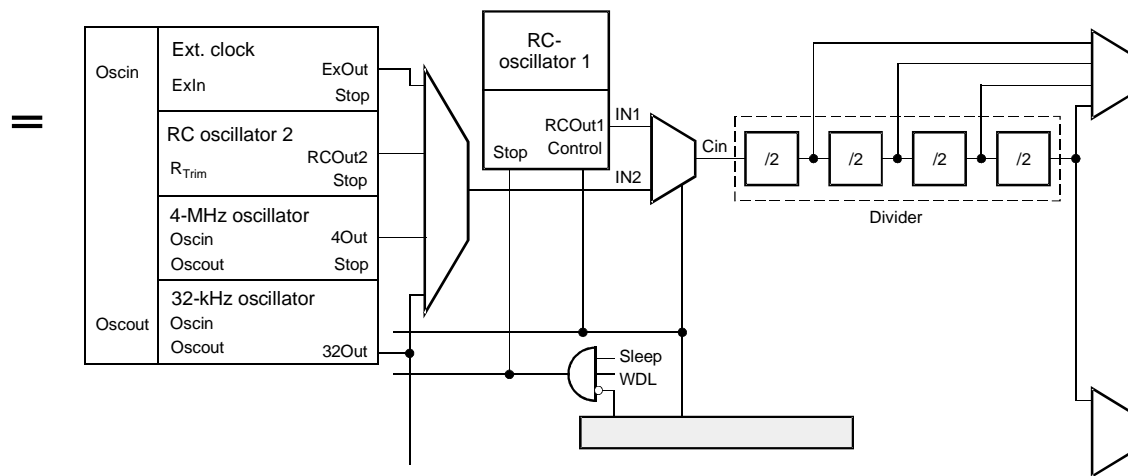 Oscin
Oscout
Ext. clock
ExIn
ExOut
Stop
RC oscillator 2
RTrim
RCOut2
Stop
4-MHz oscillator
Oscin
Oscout
4Out
Stop
32-kHz oscillator
Oscin
Oscout
32Out
RC-
oscillator 1
RCOut1
Control
Stop
IN1
IN2
Cin
/2
/2
/2
/2
Divider
Sleep
WDL